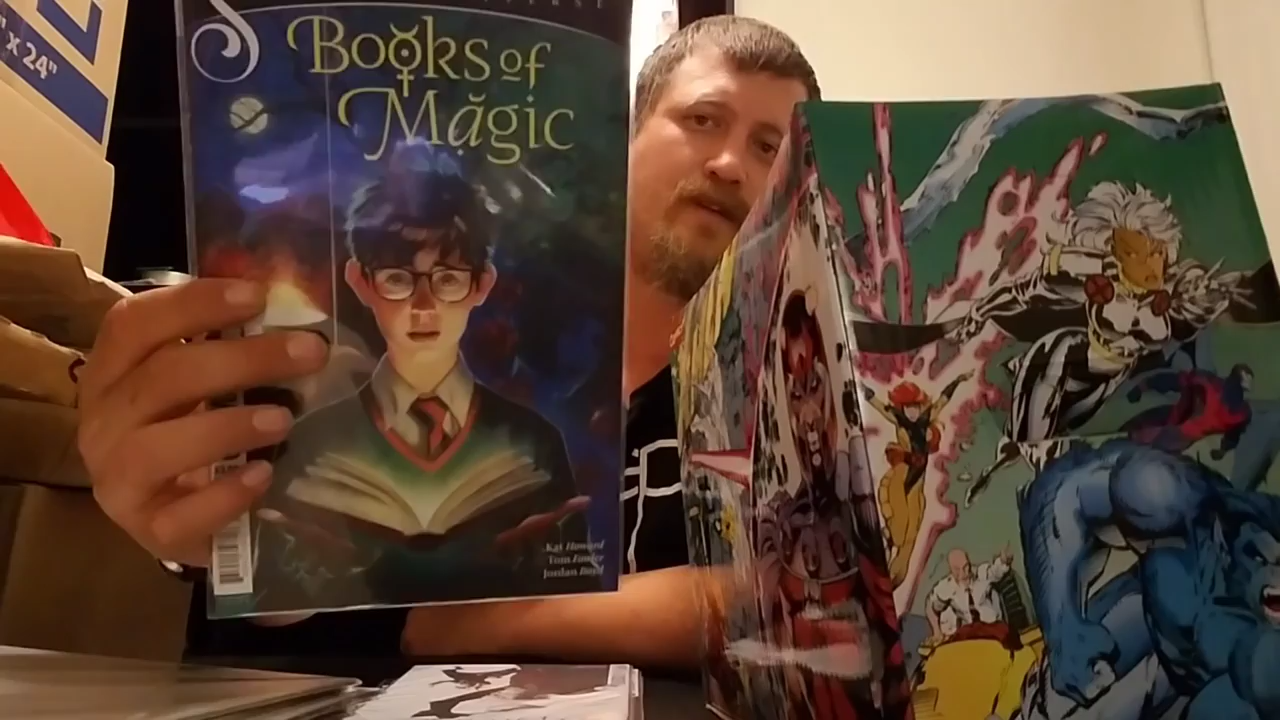 " x 24"
Books of
Magic
Kat Howard
Tom Fowler
Jordan Boyd